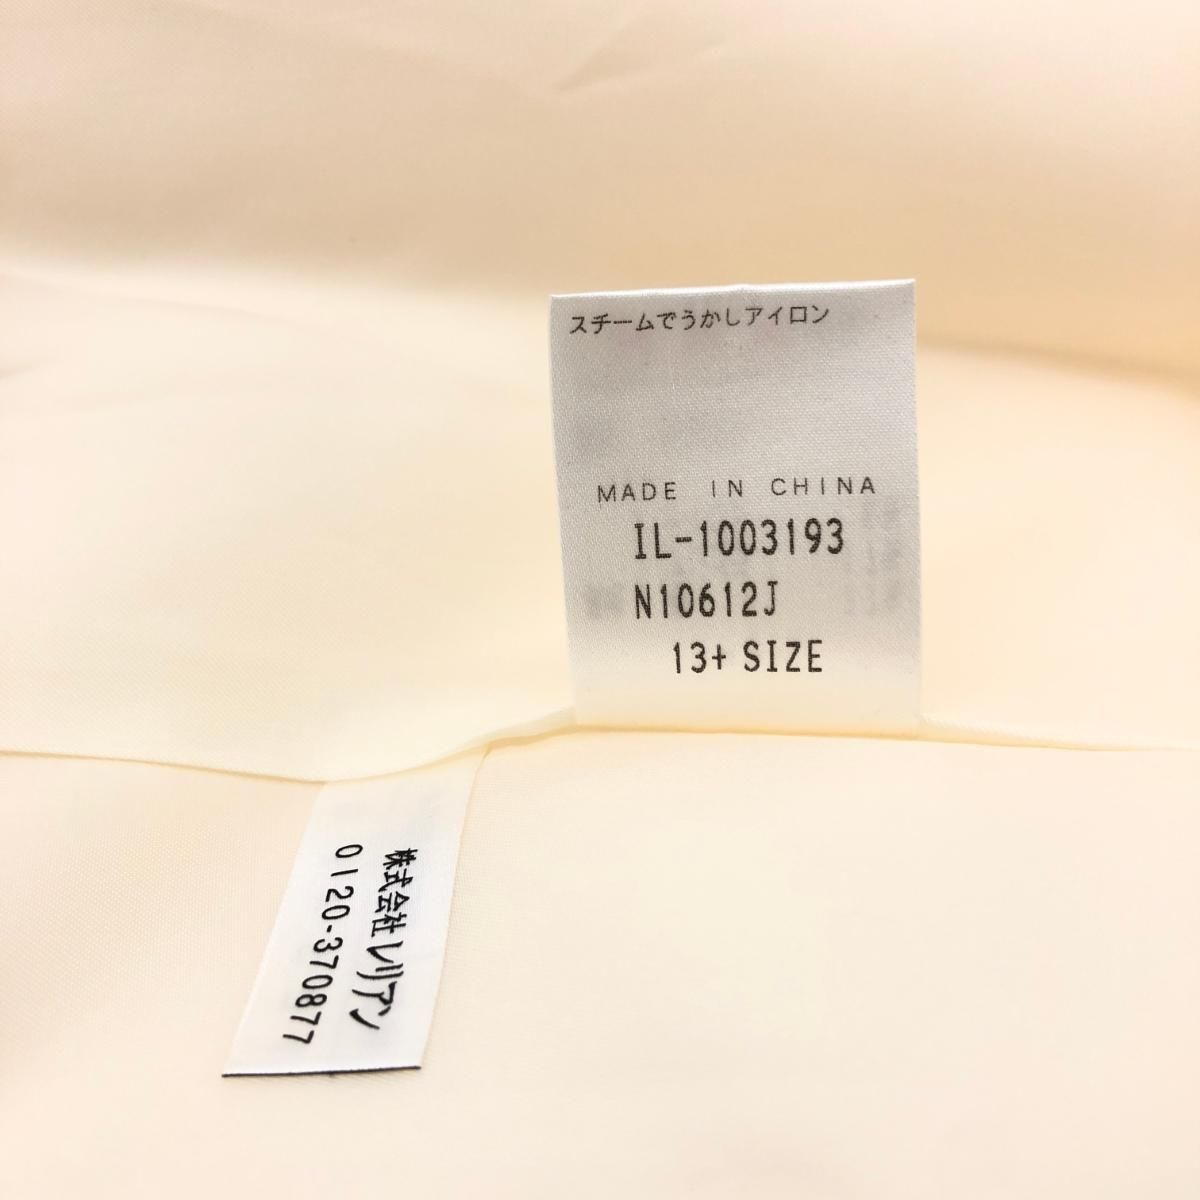 スチームでうかしアイロン
MADE IN CHINA
IL-1003193
N10612J
13+ SIZE
株式会社レリアン
0120-370877